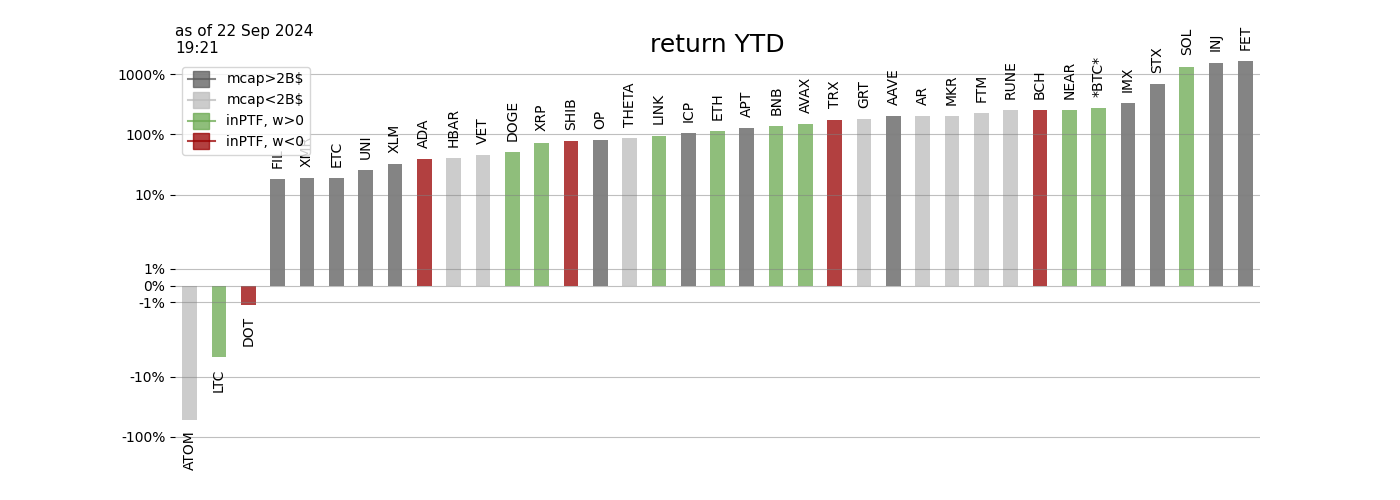 as of 22 Sep 2024
19:21
return YTD
mcap>2B$
mcap<2B$
inPTF, w>0
inPTF, w<0
1000%
100%
10%
1%
0%
-1%
-10%
-100%
ATOM
LTC
DOT
FIL
XMR
ETC
UNI
XLM
ADA
HBAR
VET
DOGE
XRP
SHIB
OP
THETA
LINK
ICP
ETH
APT
BNB
AVAX
TRX
GRT
AAVE
AR
MKR
FTM
RUNE
BCH
NEAR
*BTC*
IMX
STX
SOL
INJ
FET